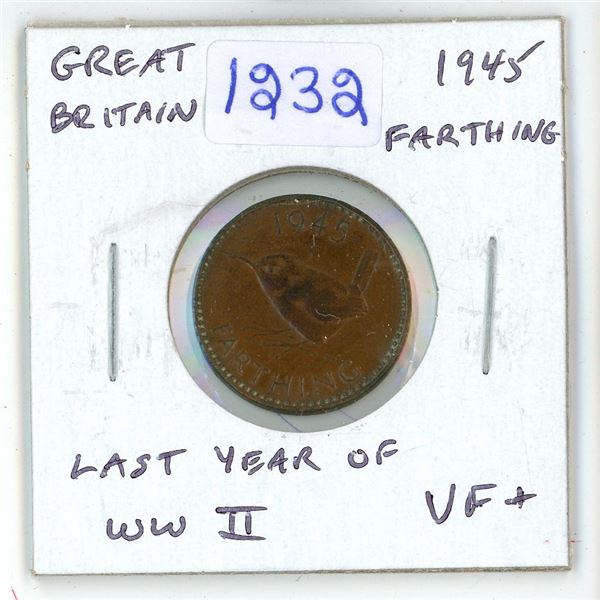 GREAT
BRITAIN
1232
1945
FARTHING
1945
FARTHING
LAST YEAR OF
WW II
VF+